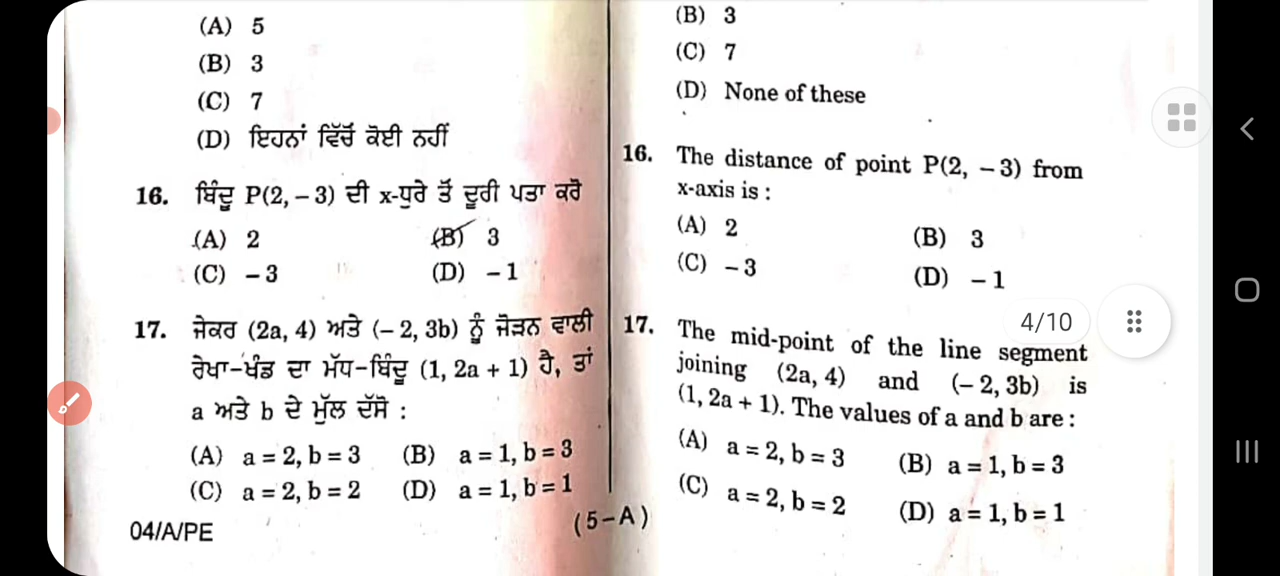 (A) 5
(B) 3
(C) 7
(D) ਇਹਨਾਂ ਵਿੱਚੋਂ ਕੋਈ ਨਹੀਂ
16. ਬਿੰਦੂ P(2, – 3) ਦੀ x-ਧੁਰੇ ਤੋਂ ਦੂਰੀ ਪਤਾ ਕਰੋ
(A) 2 (B) 3
(C) – 3 (D) – 1
17. ਜੇਕਰ (2a, 4) ਅਤੇ (– 2, 3b) ਨੂੰ ਜੋੜਨ ਵਾਲੀ
ਰੇਖਾ-ਖੰਡ ਦਾ ਮੱਧ-ਬਿੰਦੂ (1, 2a + 1) ਹੈ, ਤਾਂ
a ਅਤੇ b ਦੇ ਮੁੱਲ ਦੱਸੋ :
(A) a = 2, b = 3 (B) a = 1, b = 3
(C) a = 2, b = 2 (D) a = 1, b = 1
04/A/PE
(5–A)
(B) 3
(C) 7
(D) None of these
16. The distance of point P(2, – 3) from
x-axis is :
(A) 2 (B) 3
(C) – 3 (D) – 1
4/10
17. The mid-point of the line segment
joining (2a, 4) and (– 2, 3b) is
(1, 2a + 1). The values of a and b are :
(A) a = 2, b = 3 (B) a = 1, b = 3
(C) a = 2, b = 2 (D) a = 1, b = 1